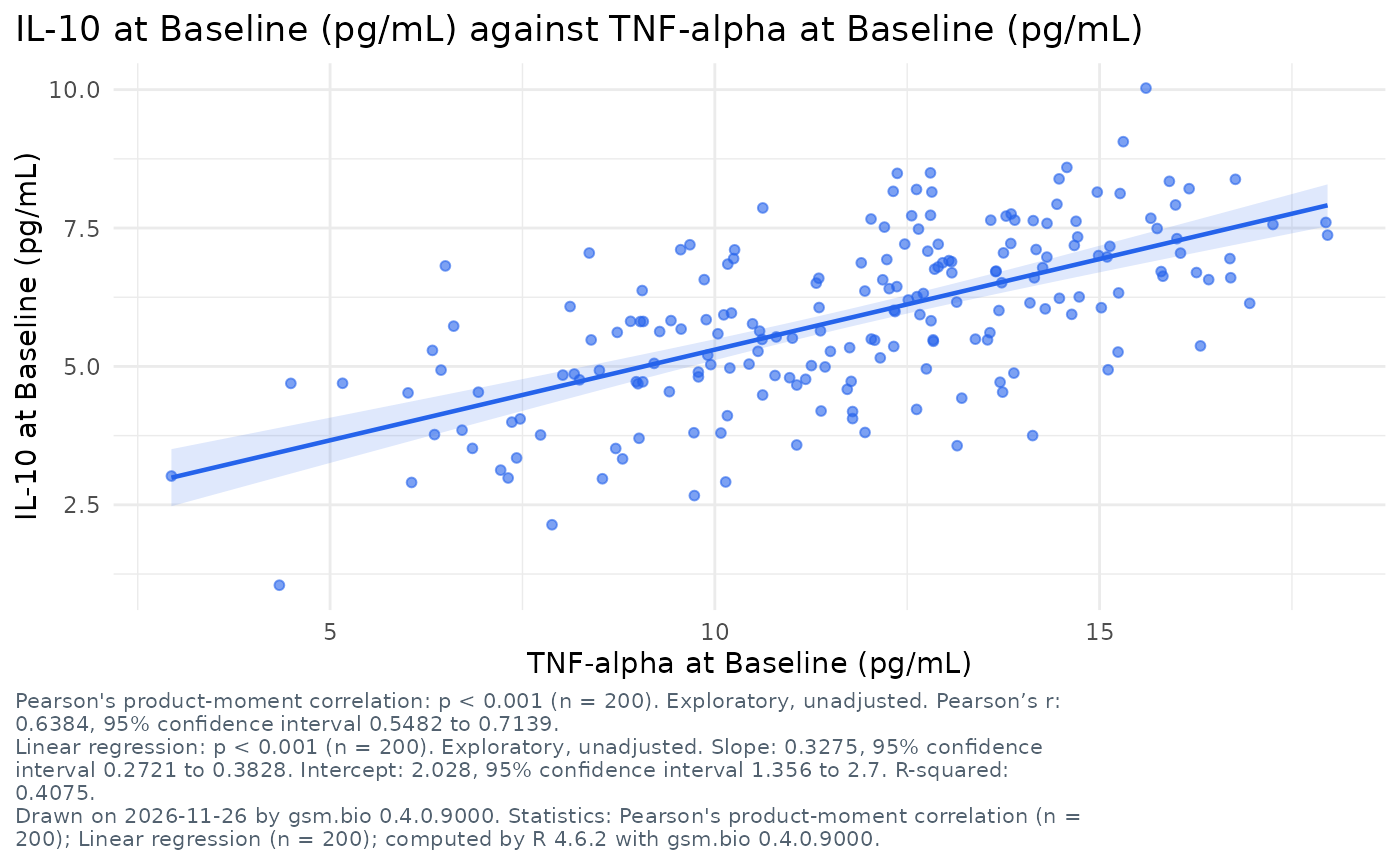 IL-10 at Baseline (pg/mL) against TNF-alpha at Baseline (pg/mL)
IL-10 at Baseline (pg/mL)
10.0
7.5
5.0
2.5
5
10
15
TNF-alpha at Baseline (pg/mL)
Pearson's product-moment correlation: p < 0.001 (n = 200). Exploratory, unadjusted. Pearson’s r:
0.6384, 95% confidence interval 0.5482 to 0.7139.
Linear regression: p < 0.001 (n = 200). Exploratory, unadjusted. Slope: 0.3275, 95% confidence
interval 0.2721 to 0.3828. Intercept: 2.028, 95% confidence interval 1.356 to 2.7. R-squared:
0.4075.
Drawn on 2026-11-26 by gsm.bio 0.4.0.9000. Statistics: Pearson's product-moment correlation (n =
200); Linear regression (n = 200); computed by R 4.6.2 with gsm.bio 0.4.0.9000.